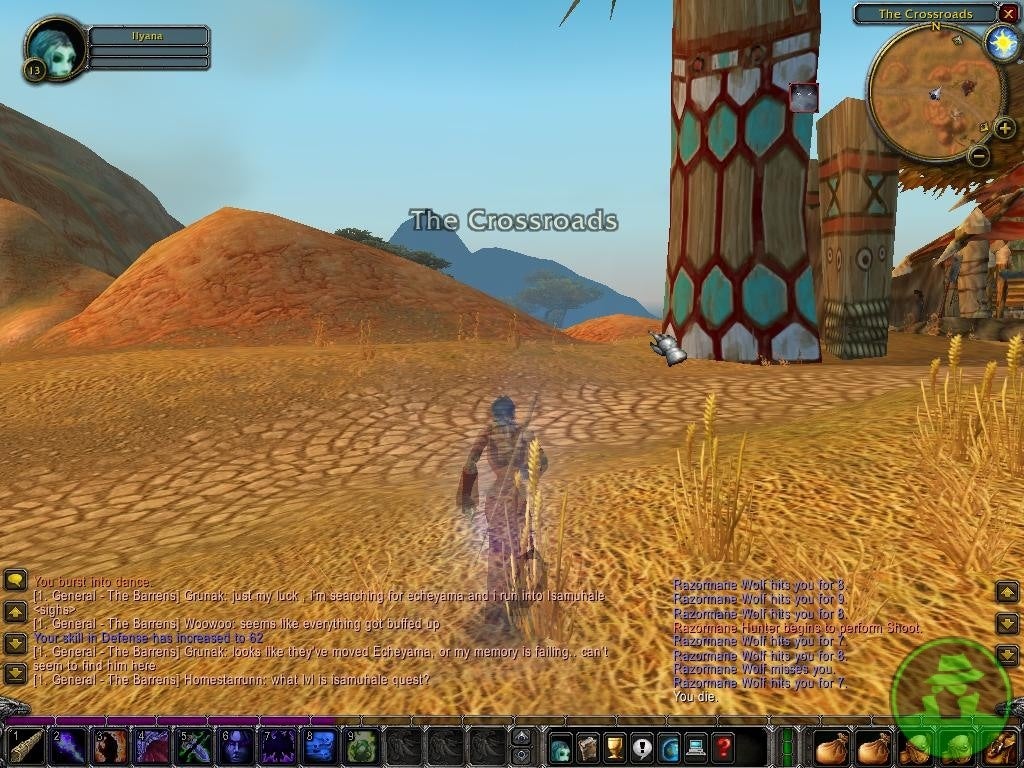 Ilyana
The Crossroads
N
13
The Crossroads
You burst into dance.
[1. General - The Barrens] Grunak: just my luck , i'm searching for echeyama and i run into Isamuhale
<sighs>
[1. General - The Barrens] Woowoo: seems like everything got buffed up
Your skill in Defense has increased to 62
[1. General - The Barrens] Grunak: looks like they've moved Echeyama, or my memory is failing.. can't
seem to find him here
[1. General - The Barrens] Homestarrunn: what lvl is isamuhale quest?
Razormane Wolf hits you for 8.
Razormane Wolf hits you for 9.
Razormane Wolf hits you for 8.
Razormane Hunter begins to perform Shoot.
Razormane Wolf hits you for 7.
Razormane Wolf hits you for 8.
Razormane Wolf misses you.
Razormane Wolf hits you for 7.
You die.
1 2 3 4 5 6 7 8 9